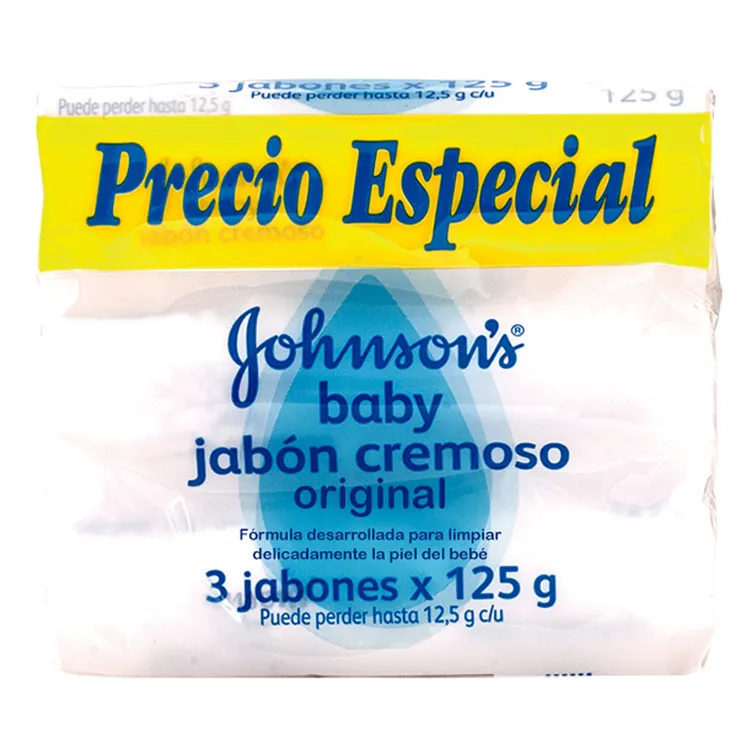 3 jabones x 125 g
Puede perder hasta 12,5 g c/u
Puede perder hasta 12,5 g
125 g
Precio Especial
jabón cremoso
Johnson's®
baby
jabón cremoso
original
Fórmula desarrollada para limpiar
delicadamente la piel del bebé
3 jabones x 125 g
Puede perder hasta 12,5 g c/u